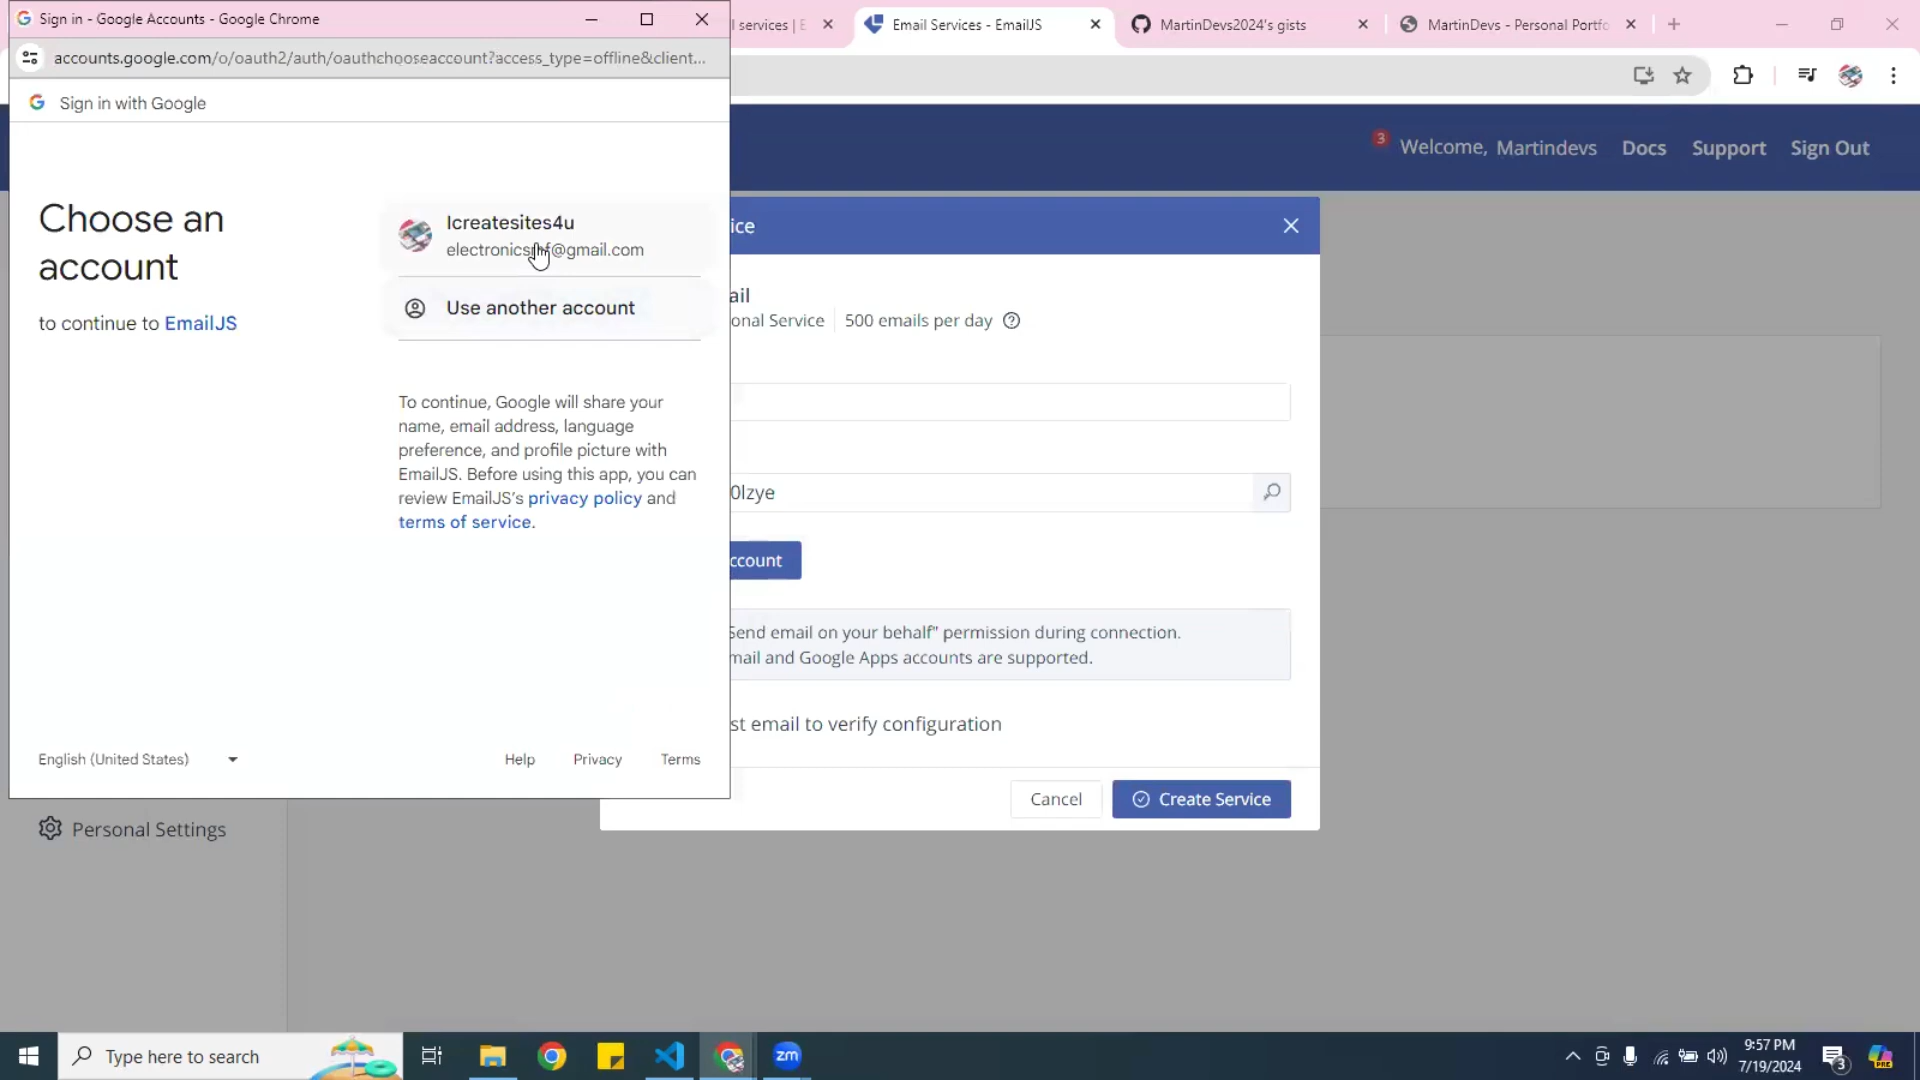 Sign in - Google Accounts - Google Chrome
accounts.google.com/o/oauth2/auth/oauthchooseaccount?access_type=offline&client...
Sign in with Google
Choose an
account
to continue to EmailJS
Icreatesites4u
@gmail.com
Use another account
To continue, Google will share your
name, email address, language
preference, and profile picture with
EmailJS. Before using this app, you can
review EmailJS’s privacy policy and
terms of service.
English (United States)
Help
Privacy
Terms
l services | E
Email Services - EmailJS
MartinDevs2024's gists
MartinDevs - Personal Portfo
3
Welcome, Martindevs
Docs
Support
Sign Out
ice
ail
onal Service
500 emails per day
0lzye
ccount
Send email on your behalf" permission during connection.
mail and Google Apps accounts are supported.
st email to verify configuration
Cancel
Create Service
Personal Settings
Type here to search
zm
9:57 PM
7/19/2024
3
PRE